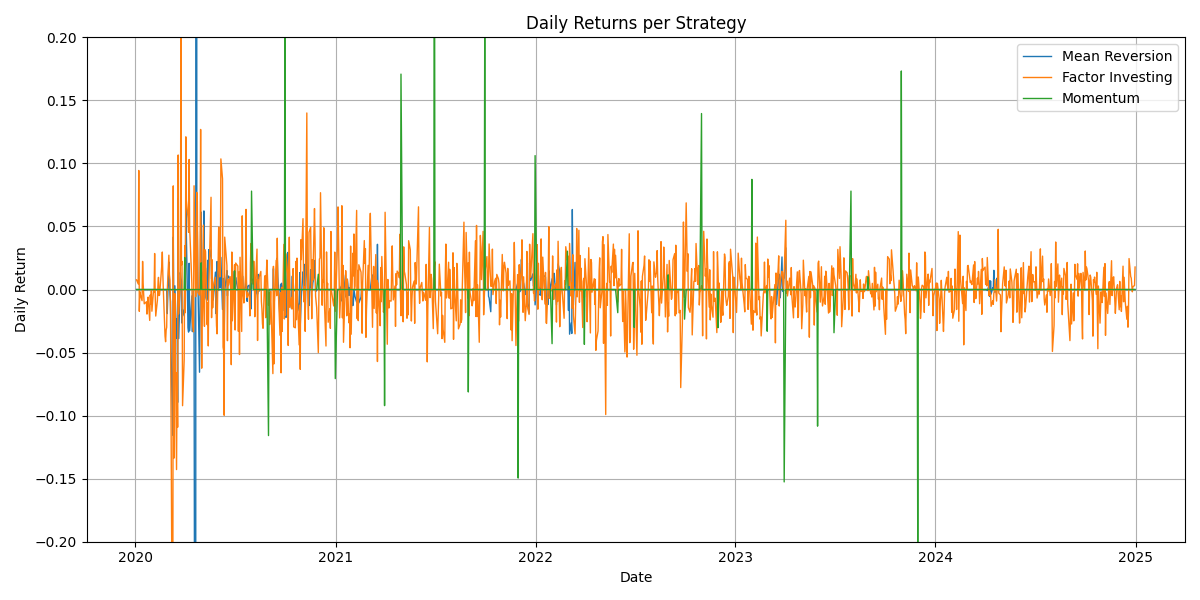 Daily Returns per Strategy
Daily Return
0.20
0.15
0.10
0.05
0.00
−0.05
−0.10
−0.15
−0.20
Mean Reversion
Factor Investing
Momentum
2020
2021
2022
2023
2024
2025
Date